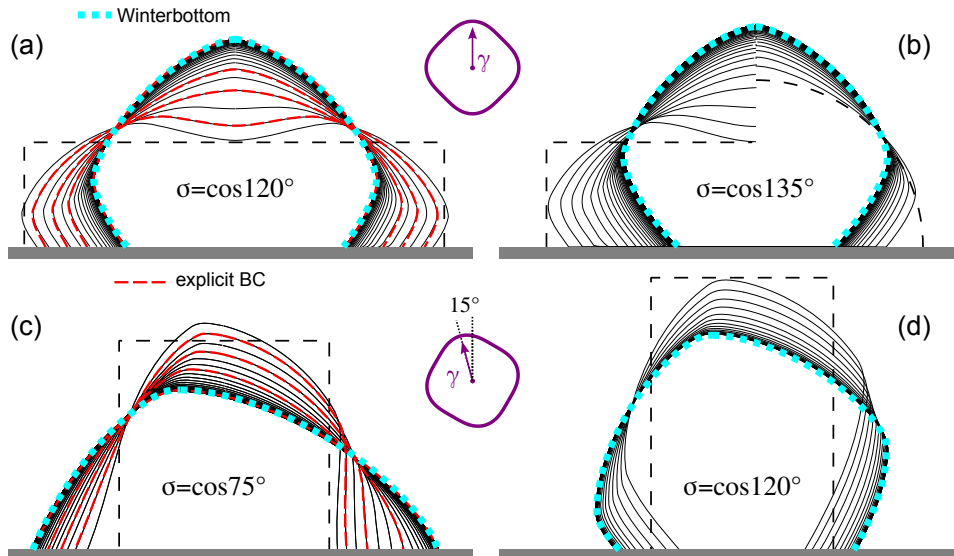 Winterbottom
(a)
γ
(b)
σ=cos120°
σ=cos135°
explicit BC
(c)
15°
γ
(d)
σ=cos75°
σ=cos120°